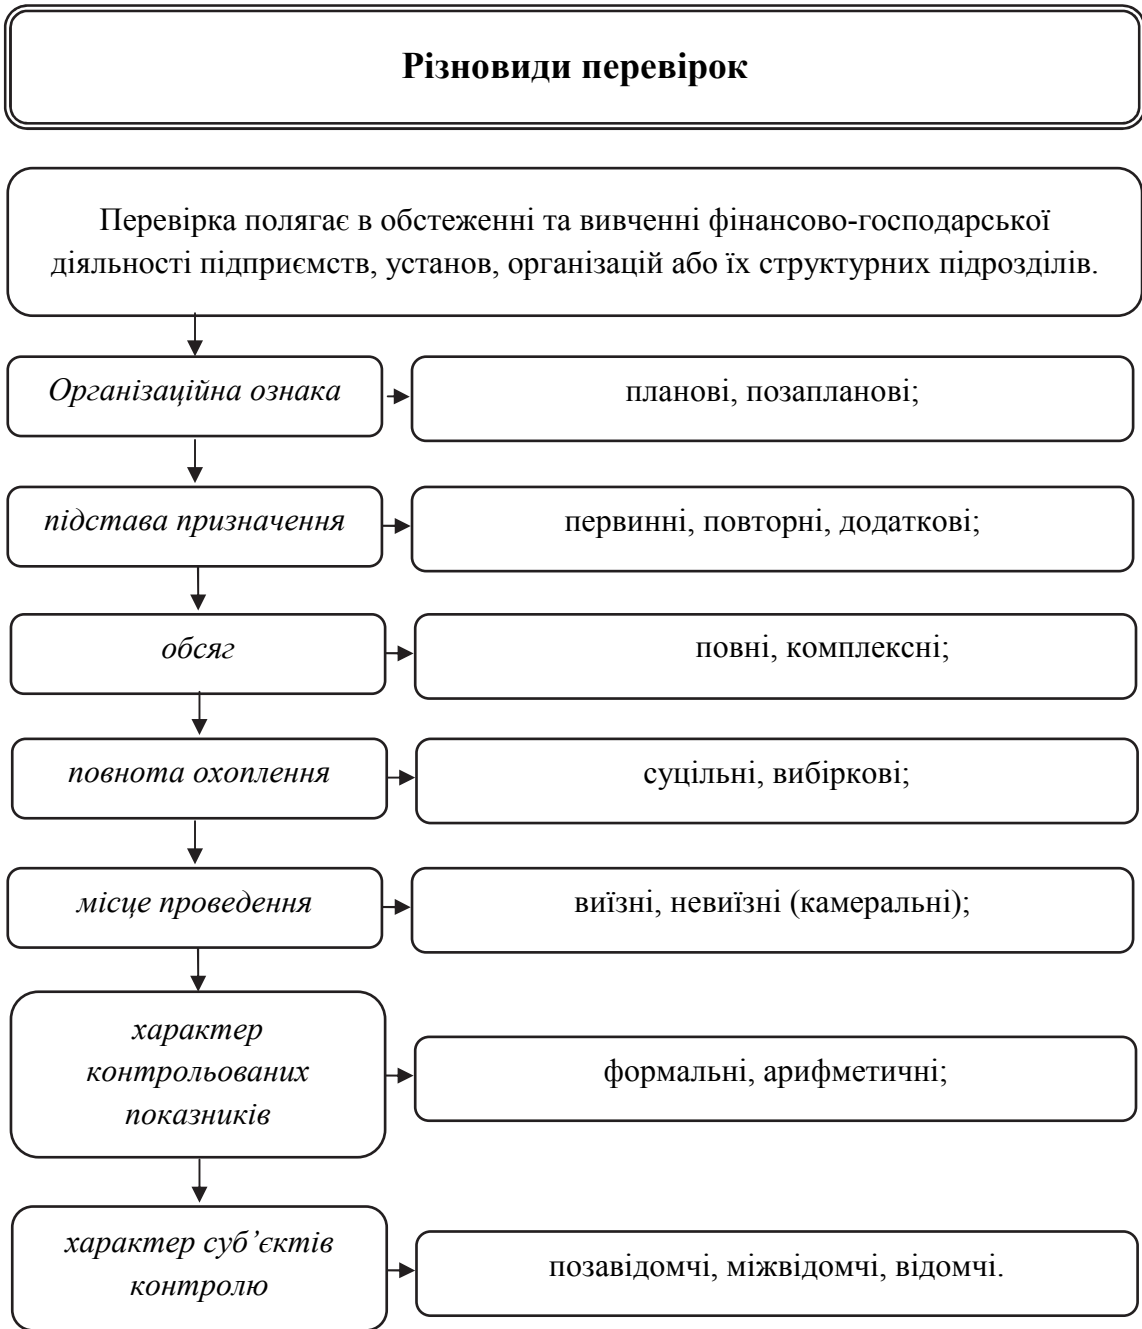 Різновиди перевірок
Перевірка полягає в обстеженні та вивченні фінансово-господарської
діяльності підприємств, установ, організацій або їх структурних підрозділів.
Організаційна ознака
планові, позапланові;
підстава призначення
первинні, повторні, додаткові;
обсяг
повні, комплексні;
повнота охоплення
суцільні, вибіркові;
місце проведення
виїзні, невиїзні (камеральні);
характер
контрольованих
показників
формальні, арифметичні;
характер суб’єктів
контролю
позавідомчі, міжвідомчі, відомчі.